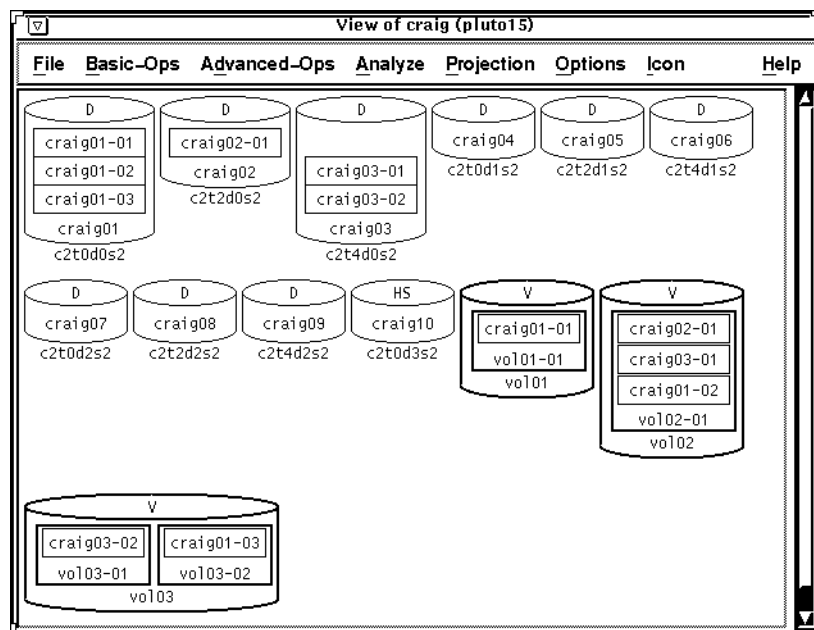 View of craig (pluto15)
File Basic-Ops Advanced-Ops Analyze Projection Options Icon Help
D D D D D D
craig01-01 craig02-01 craig04 craig05 craig06
craig01-02 craig02 craig03-01 c2t0d1s2 c2t2d1s2 c2t4d1s2
craig01-03 c2t2d0s2 craig03-02
craig01 craig03
c2t0d0s2 c2t4d0s2
D D D HS V V
craig07 craig08 craig09 craig10 craig01-01 craig02-01
c2t0d2s2 c2t2d2s2 c2t4d2s2 c2t0d3s2 vol01-01 craig03-01
vol01 craig01-02
vol02-01
vol02
V
craig03-02 craig01-03
vol03-01 vol03-02
vol03